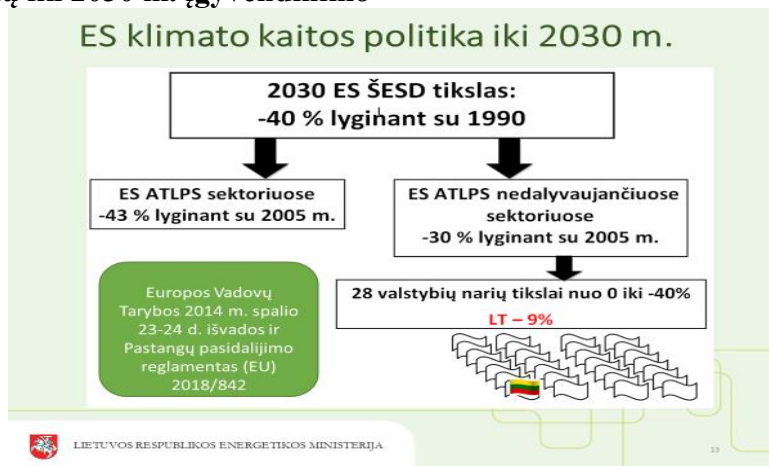 iki 2030 m. įgyvendinimo
ES klimato kaitos politika iki 2030 m.
2030 ES ŠESD tikslas:
-40 % lyginant su 1990
ES ATLPS sektoriuose
-43 % lyginant su 2005 m.
ES ATLPS nedalyvaujančiuose
sektoriuose
-30 % lyginant su 2005 m.
Europos Vadovų
Tarybos 2014 m. spalio
23-24 d. išvados ir
Pastangų pasidalijimo
reglamentas (EU)
2018/842
28 valstybių narių tikslai nuo 0 iki -40%
LT – 9%
LIETUVOS RESPUBLIKOS ENERGETIKOS MINISTERIJA
13